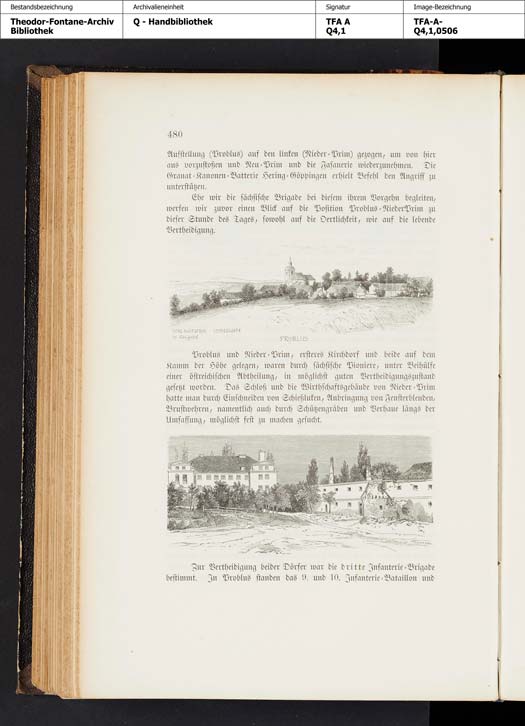 Bestandsbezeichnung
Theodor-Fontane-Archiv
Bibliothek
Archivalieneinheit
Q - Handbibliothek
Signatur
TFA A
Q4,1
Image-Bezeichnung
TFA-A-
Q4,1,0506
480
Aufstellung (Problus) auf den linken (Nieder-Prim) gezogen, um von hier
aus vorzustoßen und Neu-Prim und die Fasanerie wiederzunehmen. Die
Granat-Kanonen-Batterie Hering-Göppingen erhielt Befehl den Angriff zu
unterstützen.
Ehe wir die sächsische Brigade bei diesem ihrem Vorgehn begleiten,
werfen wir zuvor einen Blick auf die Position Problus-NiederPrim zu
dieser Stunde des Tages, sowohl auf die Oertlichkeit, wie auf die lebende
Vertheidigung.
PROBLUS
Problus und Nieder-Prim, ersteres Kirchdorf und beide auf dem
Kamm der Höhe gelegen, waren durch sächsische Pioniere, unter Beihülfe
einer östreichischen Abtheilung, in möglichst guten Vertheidigungszustand
gesetzt worden. Das Schloß und die Wirthschaftsgebäude von Nieder-Prim
hatte man durch Einschneiden von Schießluken, Anbringung von Fensterblenden,
Brustwehren, namentlich auch durch Schützengräben und Verhaue längs der
Umfassung, möglichst fest zu machen gesucht.
Zur Vertheidigung beider Dörfer war die dritte Infanterie-Brigade
bestimmt. In Problus standen das 9. und 10. Infanterie-Bataillon und